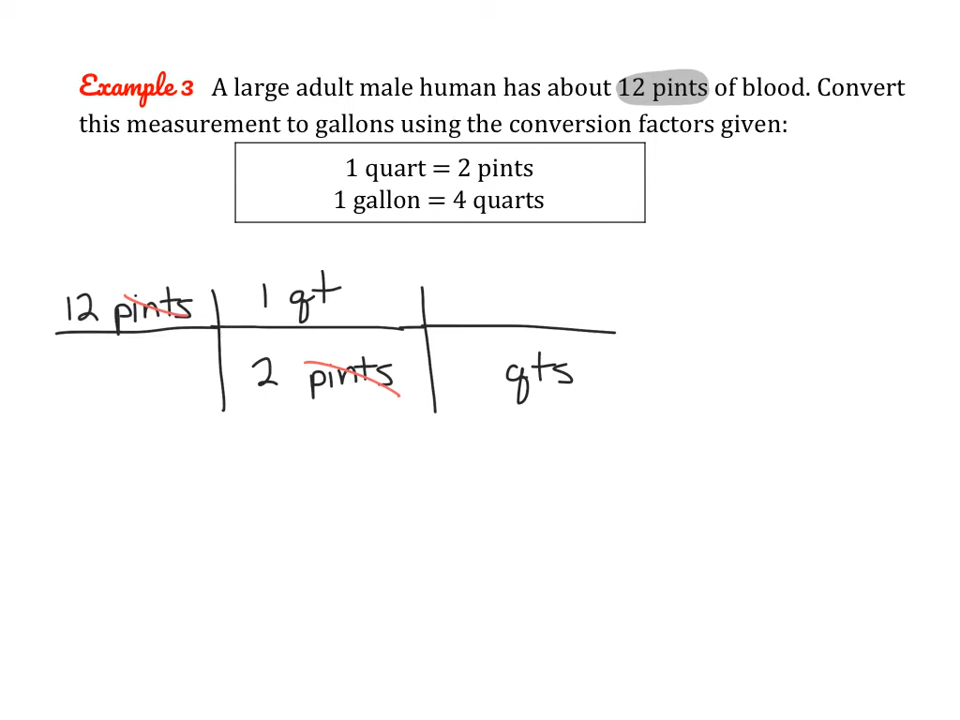 Example 3 A large adult male human has about 12 pints of blood. Convert
this measurement to gallons using the conversion factors given:
1 quart = 2 pints
1 gallon = 4 quarts
12 pints 1 qt
2 pints qts